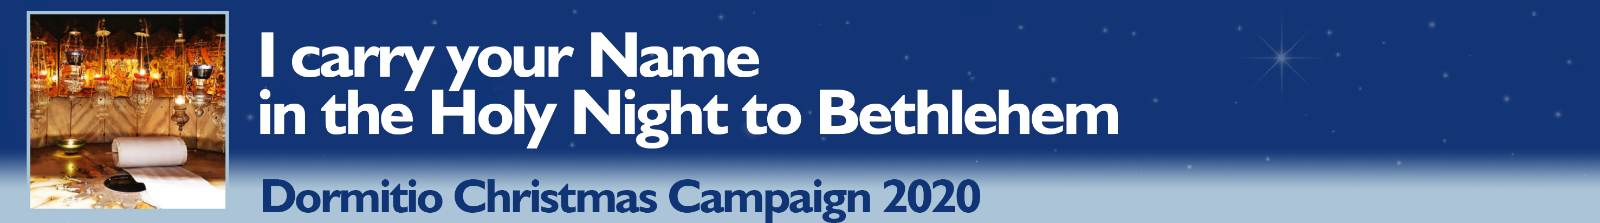 I carry your Name
in the Holy Night to Bethlehem
Dormitio Christmas Campaign 2020